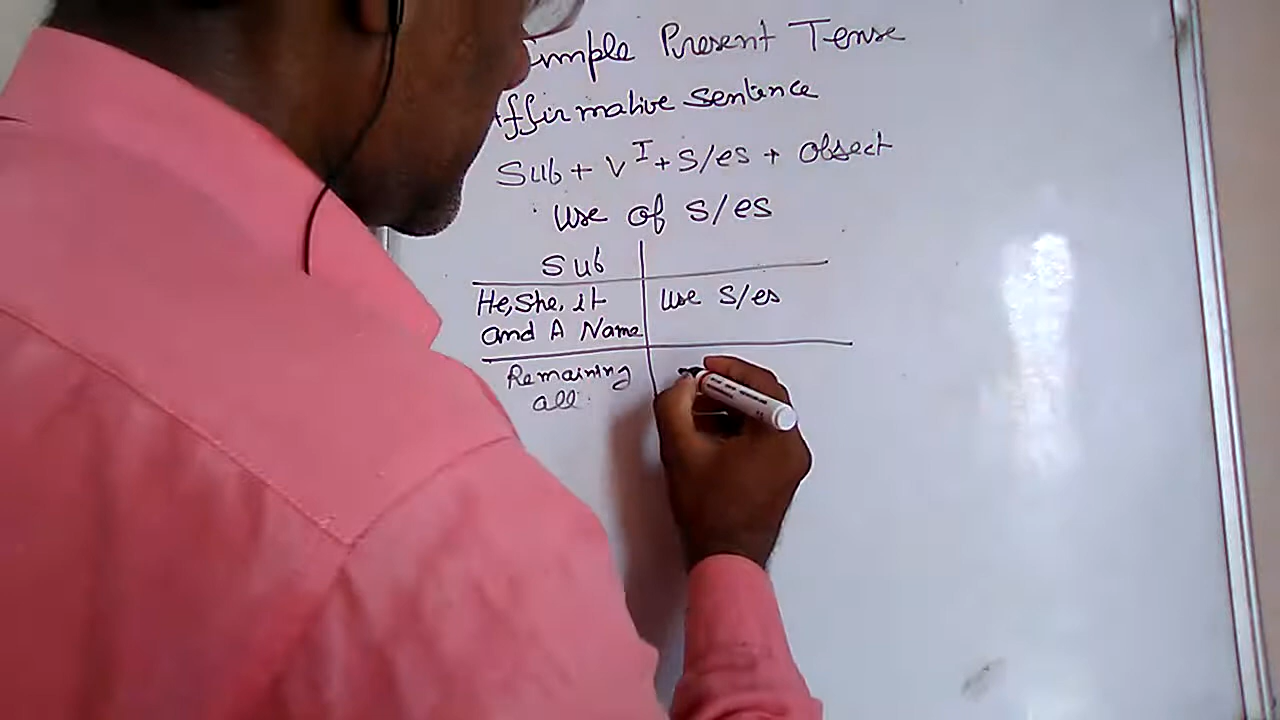 Simple Present Tense
Affirmative sentence
Sub + V I + S/es + Obsect
use of S/es
Sub
He, She, it use S/es
and A Name
Remaining
all